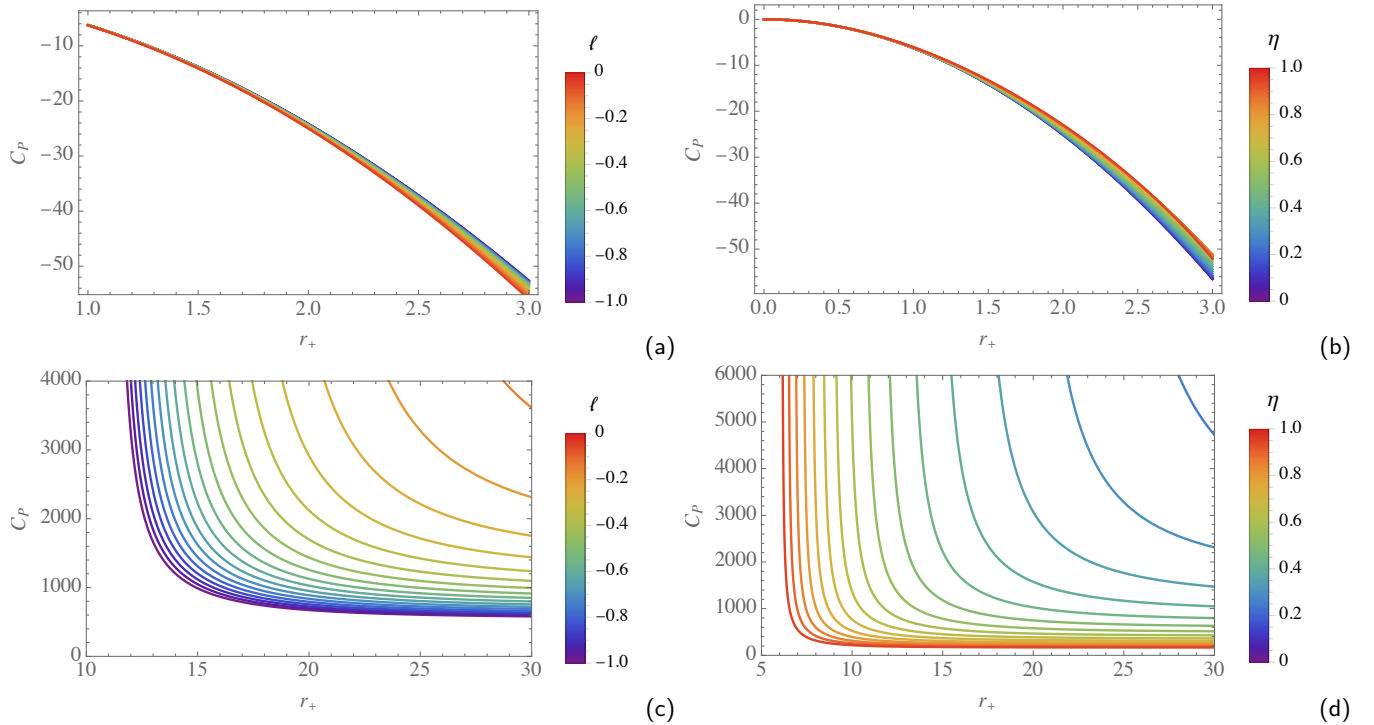 −10
−20
−30
−40
−50
C_P
1.0 1.5 2.0 2.5 3.0
r_+
ℓ
0
−0.2
−0.4
−0.6
−0.8
−1.0
(a)
0
−10
−20
−30
−40
−50
C_P
0.0 0.5 1.0 1.5 2.0 2.5 3.0
r_+
η
1.0
0.8
0.6
0.4
0.2
0
(b)
4000
3000
2000
1000
0
C_P
10 15 20 25 30
r_+
ℓ
0
−0.2
−0.4
−0.6
−0.8
−1.0
(c)
6000
5000
4000
3000
2000
1000
0
C_P
5 10 15 20 25 30
r_+
η
1.0
0.8
0.6
0.4
0.2
0
(d)